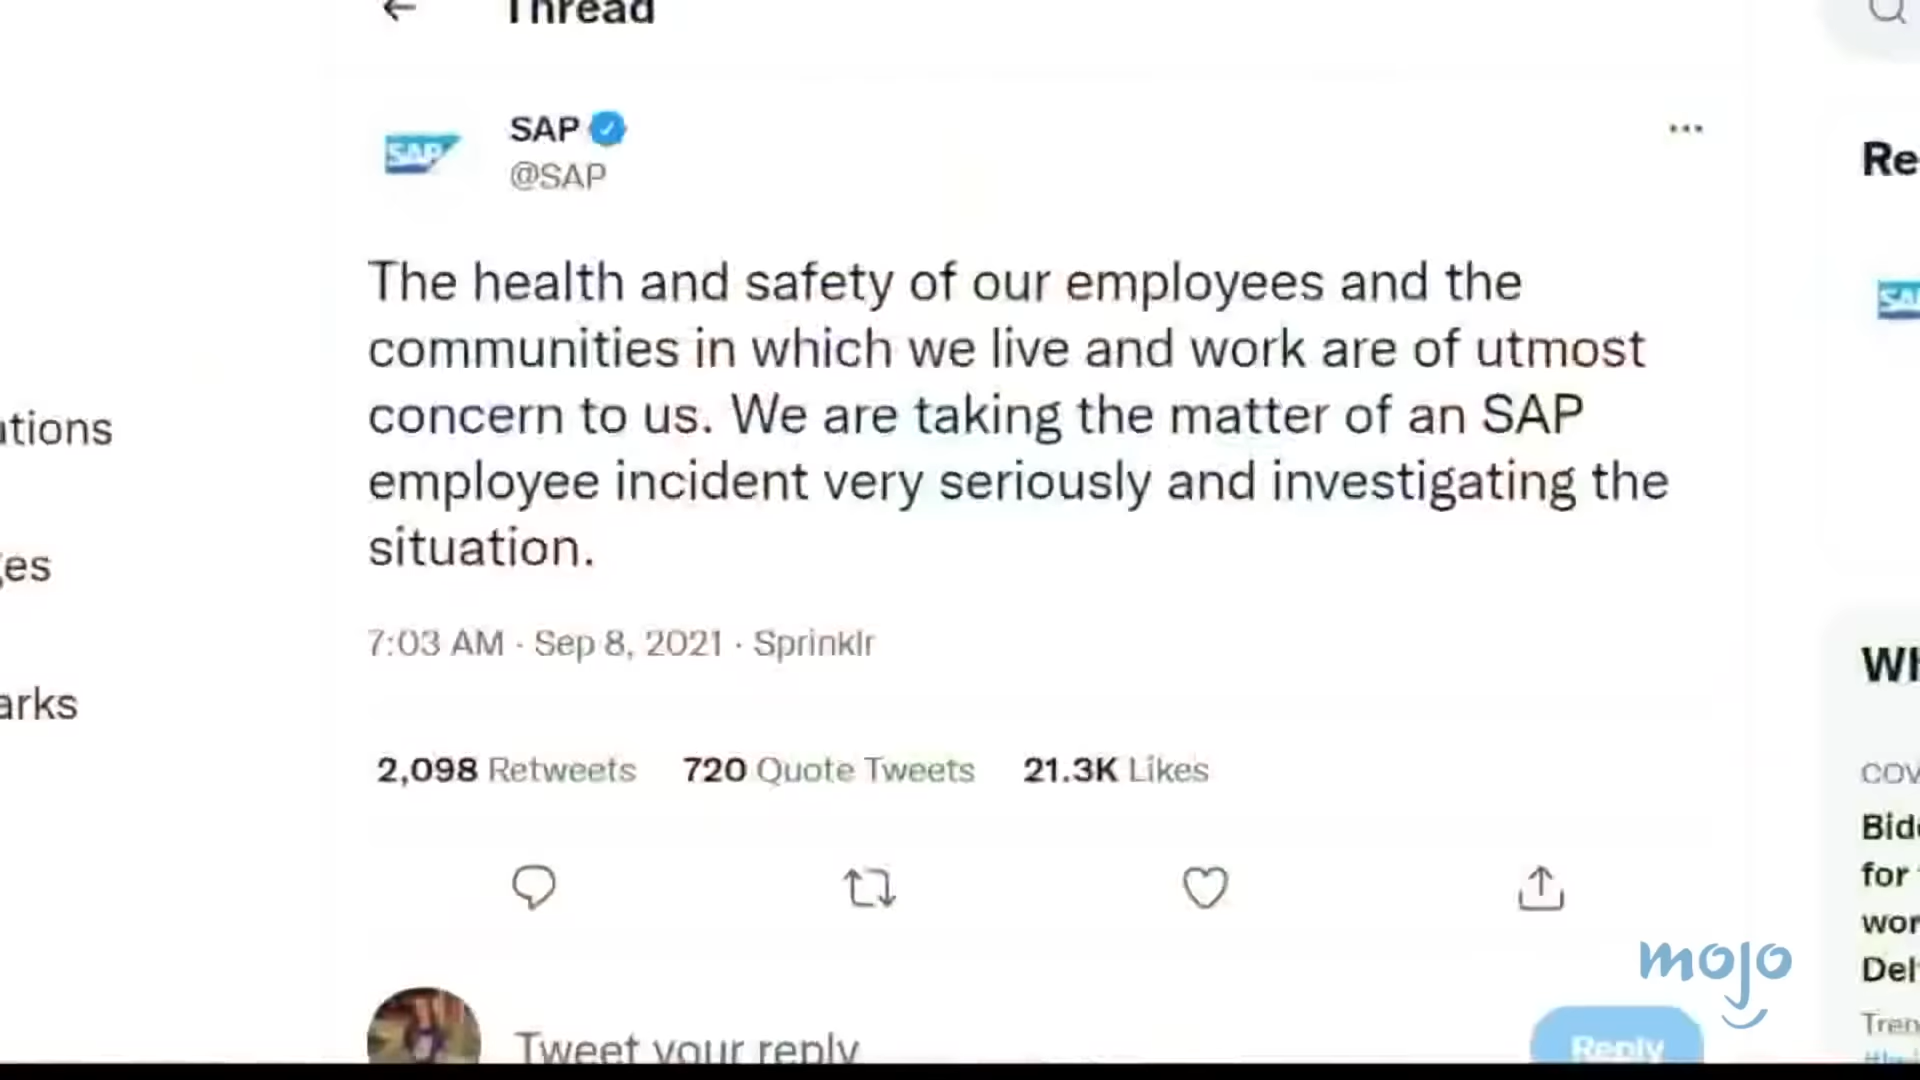 Thread
SAP
@SAP
SAP
The health and safety of our employees and the
communities in which we live and work are of utmost
concern to us. We are taking the matter of an SAP
employee incident very seriously and investigating the
situation.
7:03 AM · Sep 8, 2021 · Sprinklr
2,098 Retweets 720 Quote Tweets 21.3K Likes
Tweet your reply
Reply
mojo
for